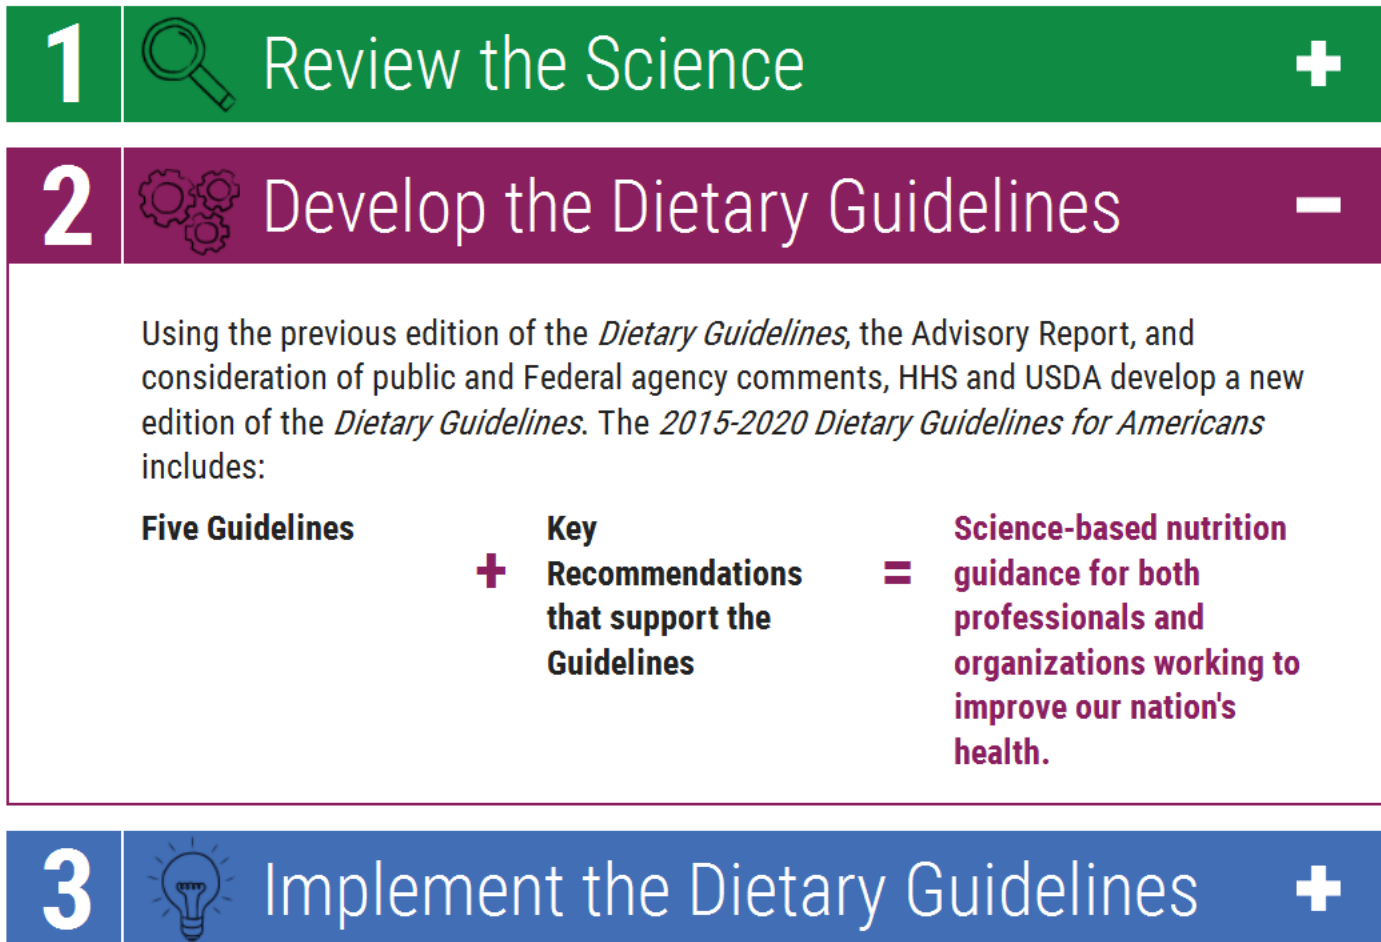 1 Review the Science +
2 Develop the Dietary Guidelines -
Using the previous edition of the Dietary Guidelines, the Advisory Report, and
consideration of public and Federal agency comments, HHS and USDA develop a new
edition of the Dietary Guidelines. The 2015-2020 Dietary Guidelines for Americans
includes:
Five Guidelines
+
Key
Recommendations
that support the
Guidelines
=
Science-based nutrition
guidance for both
professionals and
organizations working to
improve our nation's
health.
3 Implement the Dietary Guidelines +